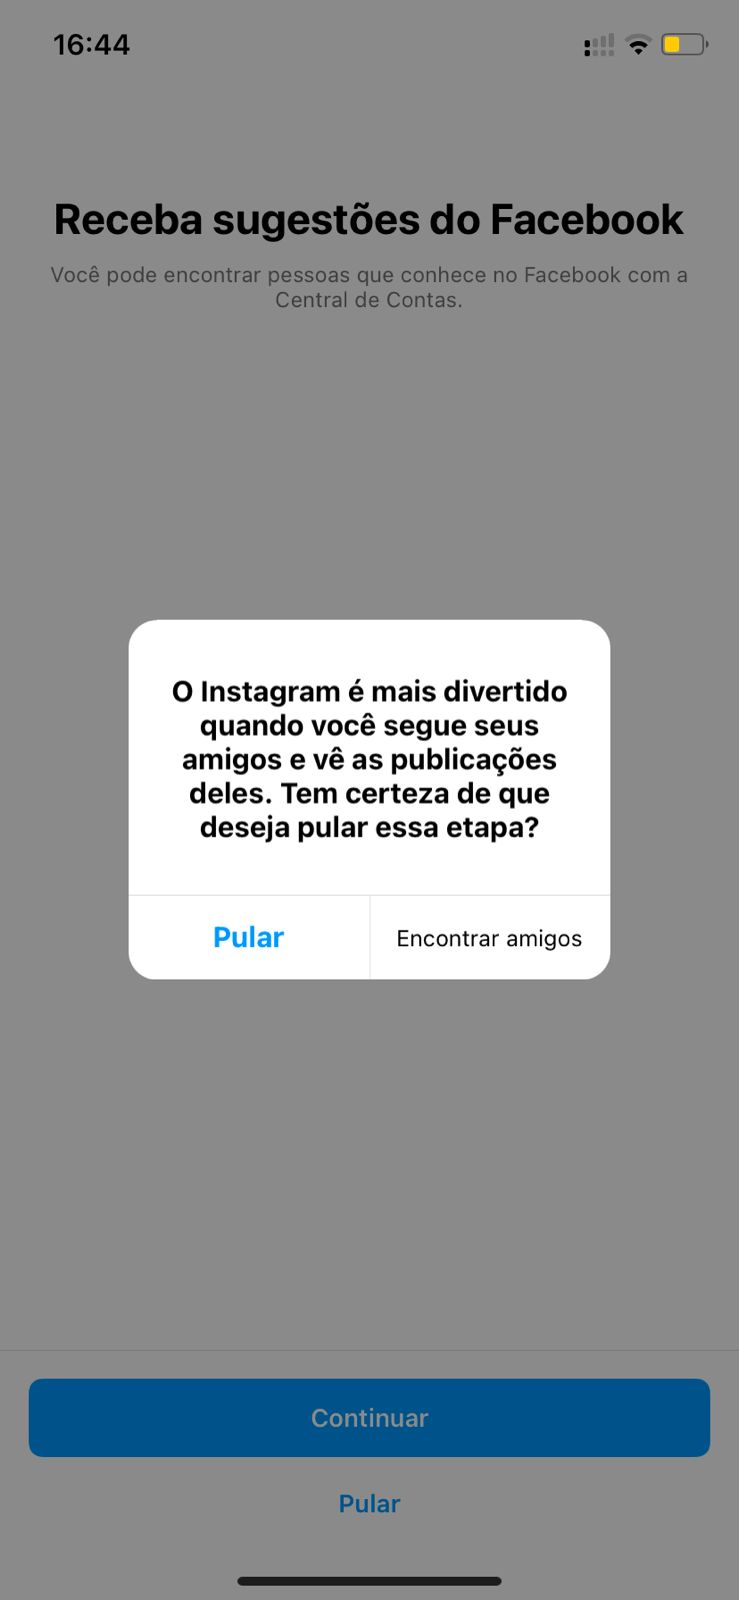 16:44
Receba sugestões do Facebook
Você pode encontrar pessoas que conhece no Facebook com a
Central de Contas.
O Instagram é mais divertido
quando você segue seus
amigos e vê as publicações
deles. Tem certeza de que
deseja pular essa etapa?
Pular
Encontrar amigos
Continuar
Pular